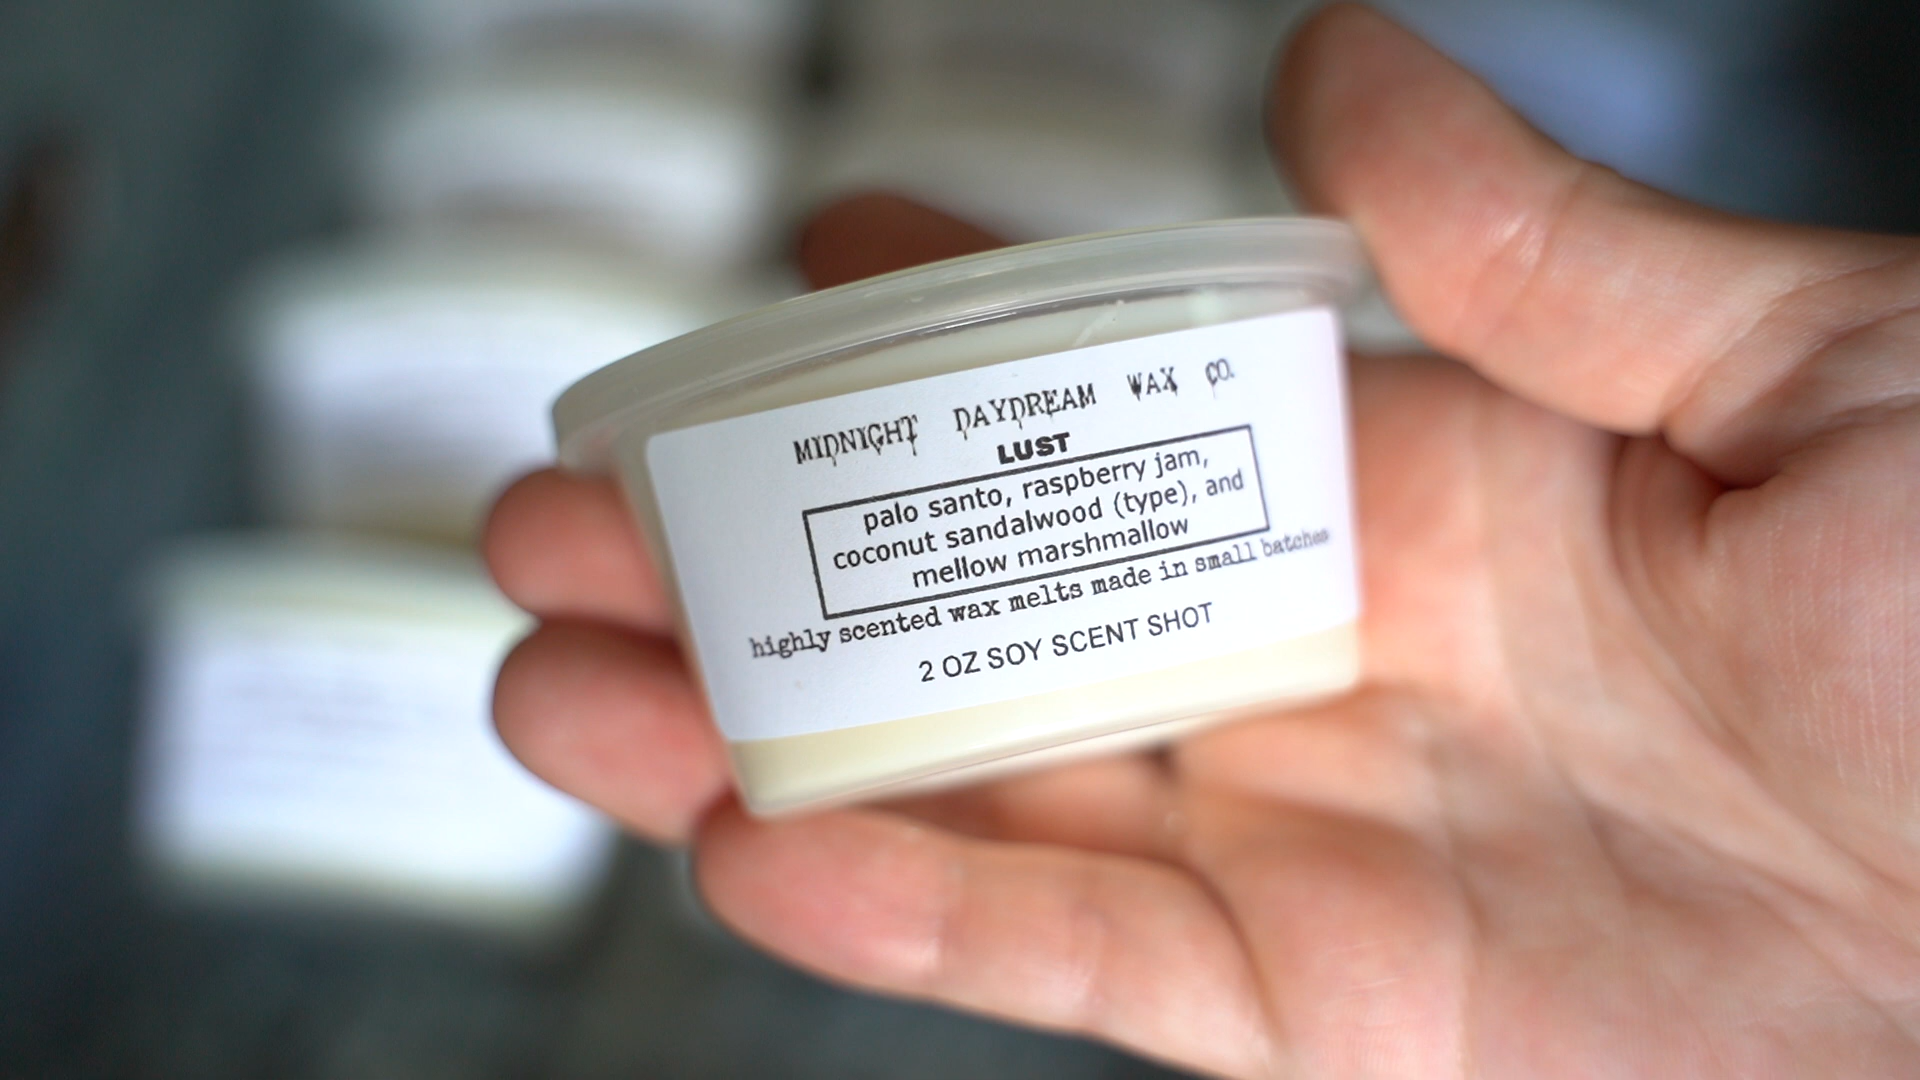 MIDNIGHT DAYDREAM WAX CO.
LUST
palo santo, raspberry jam,
coconut sandalwood (type), and
mellow marshmallow
highly scented wax melts made in small batches
2 OZ SOY SCENT SHOT